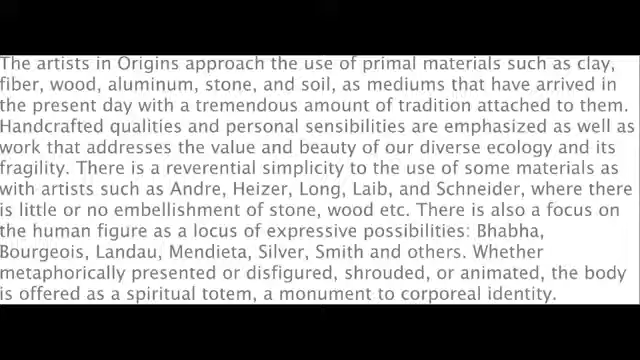 The artists in Origins approach the use of primal materials such as clay,
fiber, wood, aluminum, stone, and soil, as mediums that have arrived in
the present day with a tremendous amount of tradition attached to them.
Handcrafted qualities and personal sensibilities are emphasized as well as
work that addresses the value and beauty of our diverse ecology and its
fragility. There is a reverential simplicity to the use of some materials as
with artists such as Andre, Heizer, Long, Laib, and Schneider, where there
is little or no embellishment of stone, wood etc. There is also a focus on
the human figure as a locus of expressive possibilities: Bhabha,
Bourgeois, Landau, Mendieta, Silver, Smith and others. Whether
metaphorically presented or disfigured, shrouded, or animated, the body
is offered as a spiritual totem, a monument to corporeal identity.